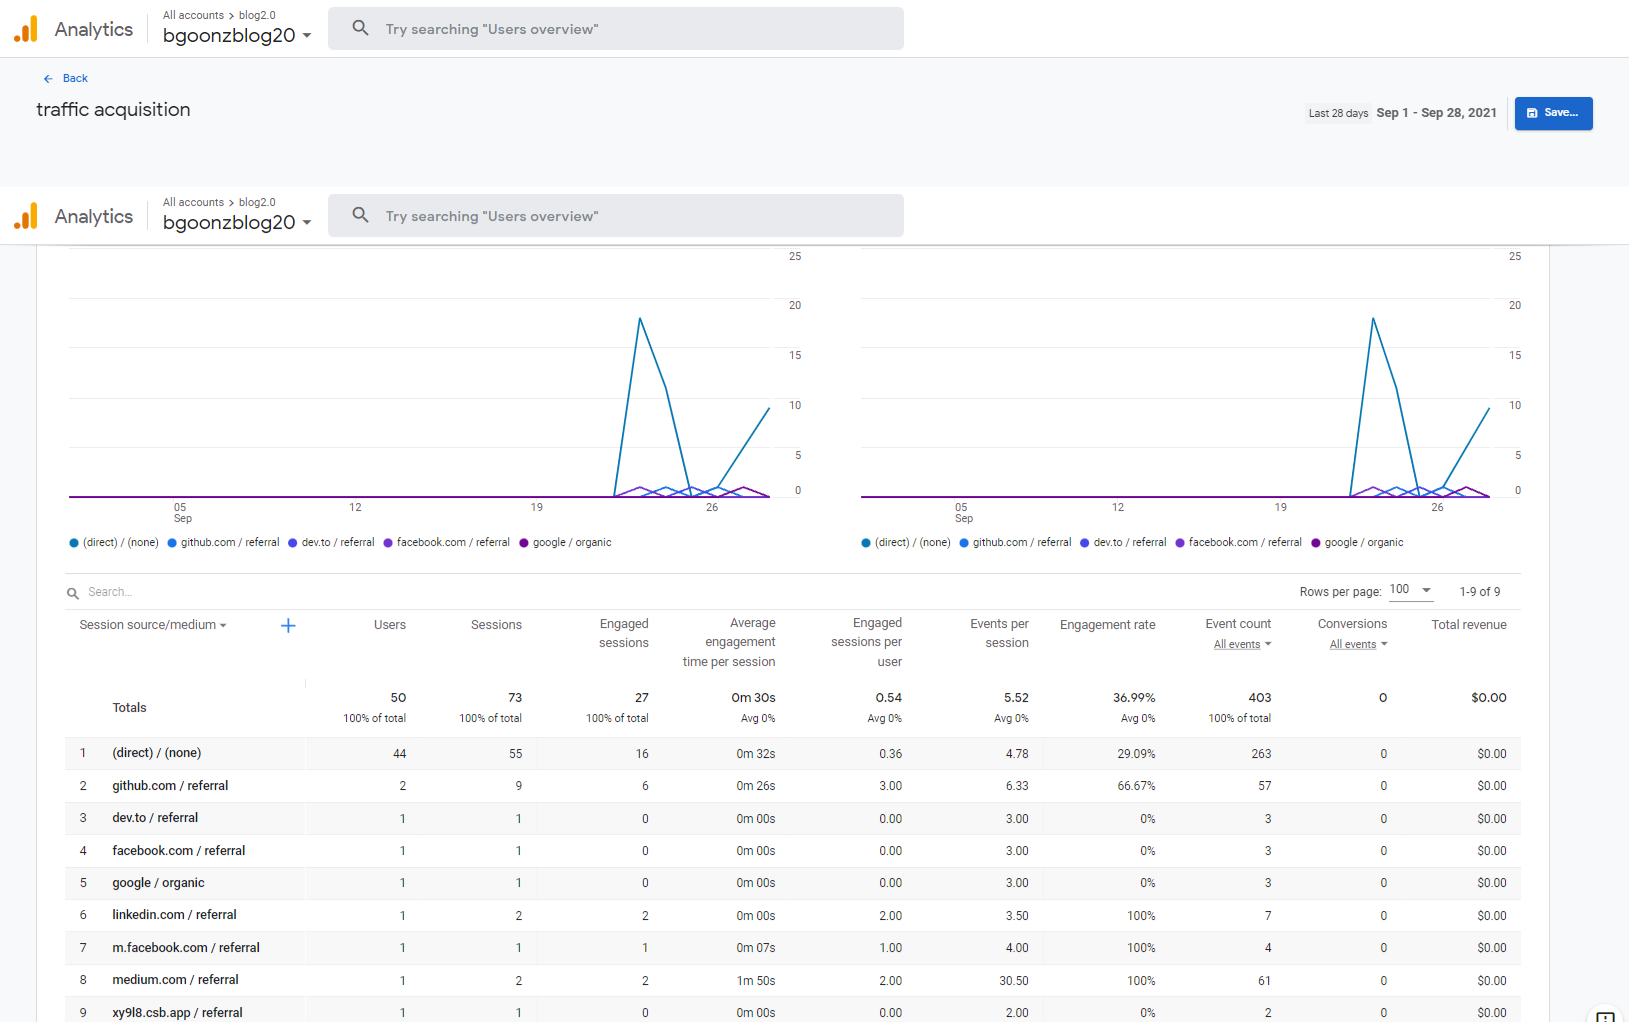 Analytics
All accounts > blog2.0
bgoonzblog20
Try searching "Users overview"
Back
traffic acquisition
Last 28 days Sep 1 - Sep 28, 2021
Save...
Analytics
All accounts > blog2.0
bgoonzblog20
Try searching "Users overview"
25
20
15
10
5
0
05 12 19 26
Sep
(direct) / (none) github.com / referral dev.to / referral facebook.com / referral google / organic
25
20
15
10
5
0
05 12 19 26
Sep
(direct) / (none) github.com / referral dev.to / referral facebook.com / referral google / organic
Search...
Rows per page: 100 1-9 of 9
Session source/medium
Users
Sessions
Engaged
sessions
Average
engagement
time per session
Engaged
sessions per
user
Events per
session
Engagement rate
Event count
All events
Conversions
All events
Total revenue
Totals 50 73 27 0m 30s 0.54 5.52 36.99% 403 0 $0.00
100% of total 100% of total 100% of total Avg 0% Avg 0% Avg 0% Avg 0% 100% of total
1 (direct) / (none) 44 55 16 0m 32s 0.36 4.78 29.09% 263 0 $0.00
2 github.com / referral 2 9 6 0m 26s 3.00 6.33 66.67% 57 0 $0.00
3 dev.to / referral 1 1 0 0m 00s 0.00 3.00 0% 3 0 $0.00
4 facebook.com / referral 1 1 0 0m 00s 0.00 3.00 0% 3 0 $0.00
5 google / organic 1 1 0 0m 00s 0.00 3.00 0% 3 0 $0.00
6 linkedin.com / referral 1 2 2 0m 00s 2.00 3.50 100% 7 0 $0.00
7 m.facebook.com / referral 1 1 1 0m 07s 1.00 4.00 100% 4 0 $0.00
8 medium.com / referral 1 2 2 1m 50s 2.00 30.50 100% 61 0 $0.00
9 xy9l8.csb.app / referral 1 1 0 0m 00s 0.00 2.00 0% 2 0 $0.00